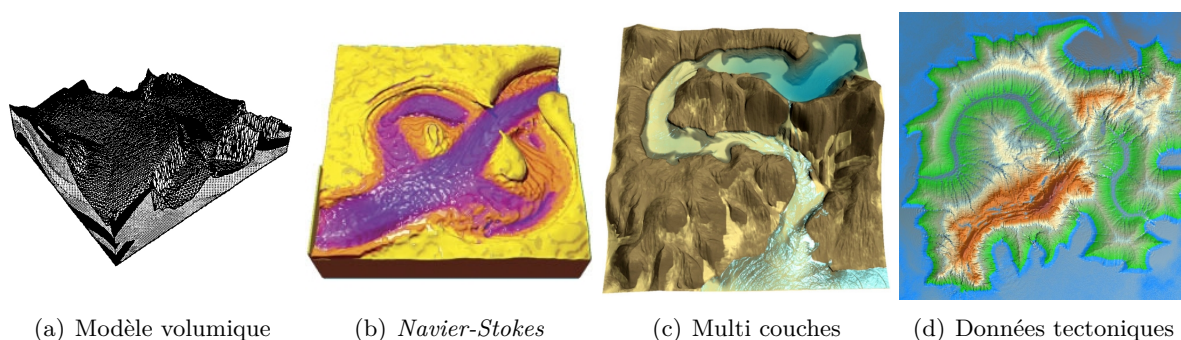 (a) Modèle volumique
(b) Navier-Stokes
(c) Multi couches
(d) Données tectoniques